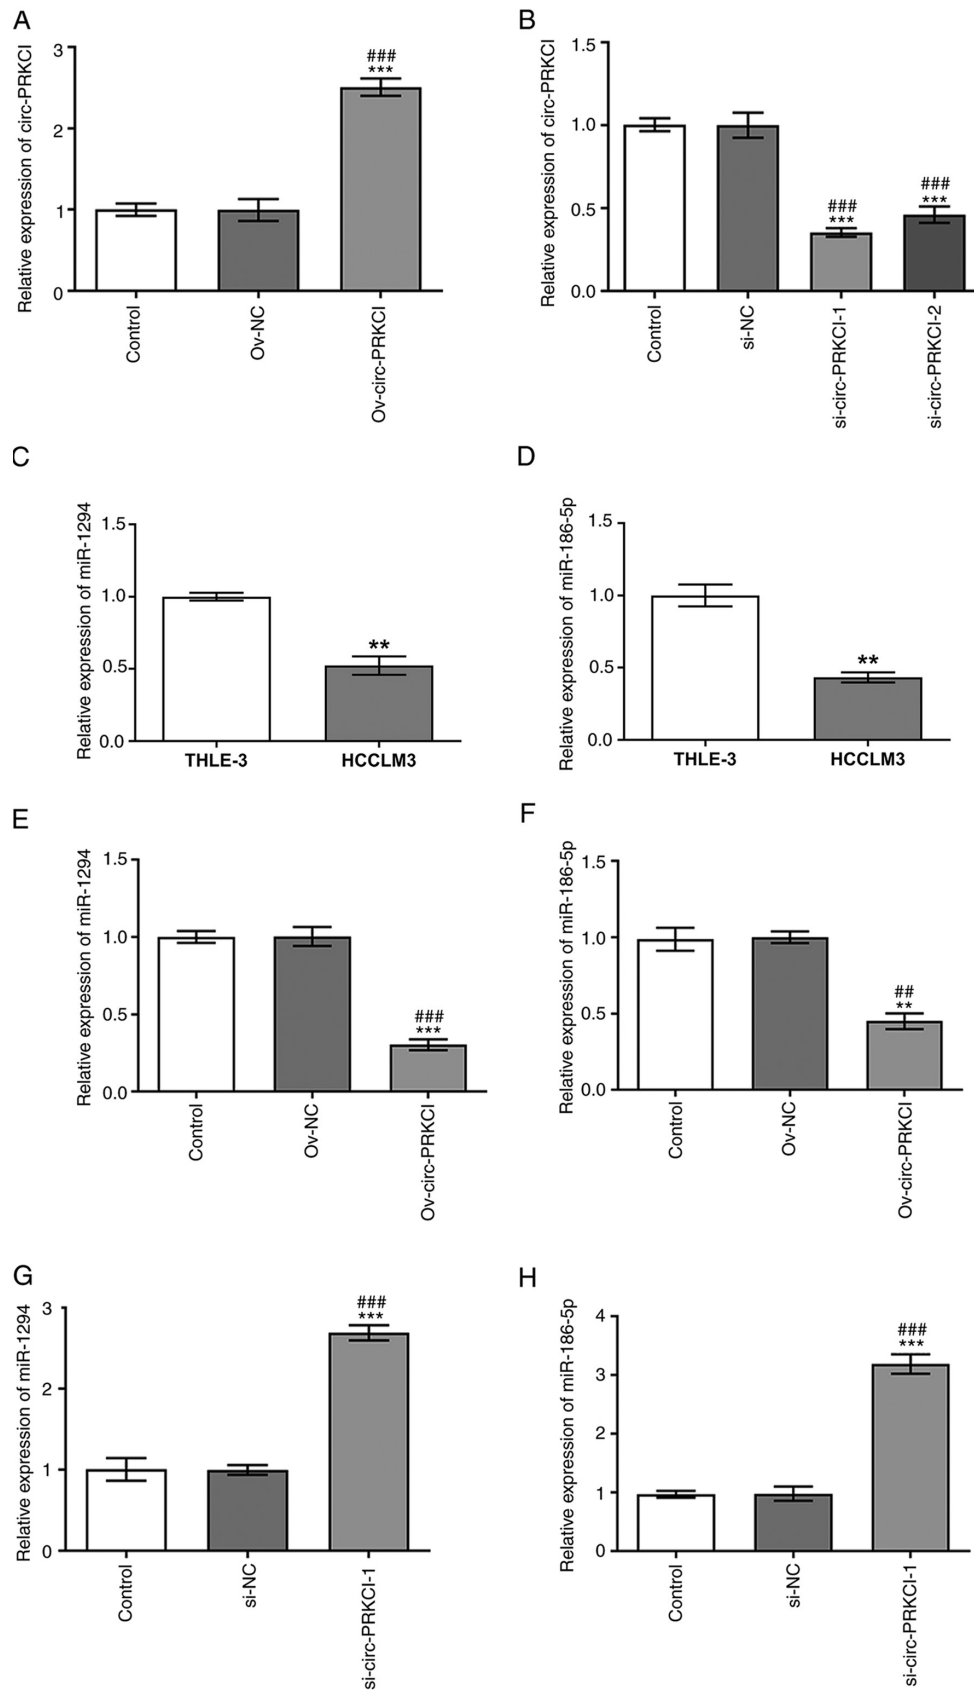 A
Relative expression of circ-PRKCI
3
2
1
0
###
***
Control
Ov-NC
Ov-circ-PRKCI
B
Relative expression of circ-PRKCI
1.5
1.0
0.5
0.0
###
***
###
***
Control
si-NC
si-circ-PRKCI-1
si-circ-PRKCI-2
C
Relative expression of miR-1294
1.5
1.0
0.5
0.0
**
THLE-3
HCCLM3
D
Relative expression of miR-186-5p
1.5
1.0
0.5
0.0
**
THLE-3
HCCLM3
E
Relative expression of miR-1294
1.5
1.0
0.5
0.0
###
***
Control
Ov-NC
Ov-circ-PRKCI
F
Relative expression of miR-186-5p
1.5
1.0
0.5
0.0
##
**
Control
Ov-NC
Ov-circ-PRKCI
G
Relative expression of miR-1294
3
2
1
0
###
***
Control
si-NC
si-circ-PRKCI-1
H
Relative expression of miR-186-5p
4
3
2
1
0
###
***
Control
si-NC
si-circ-PRKCI-1